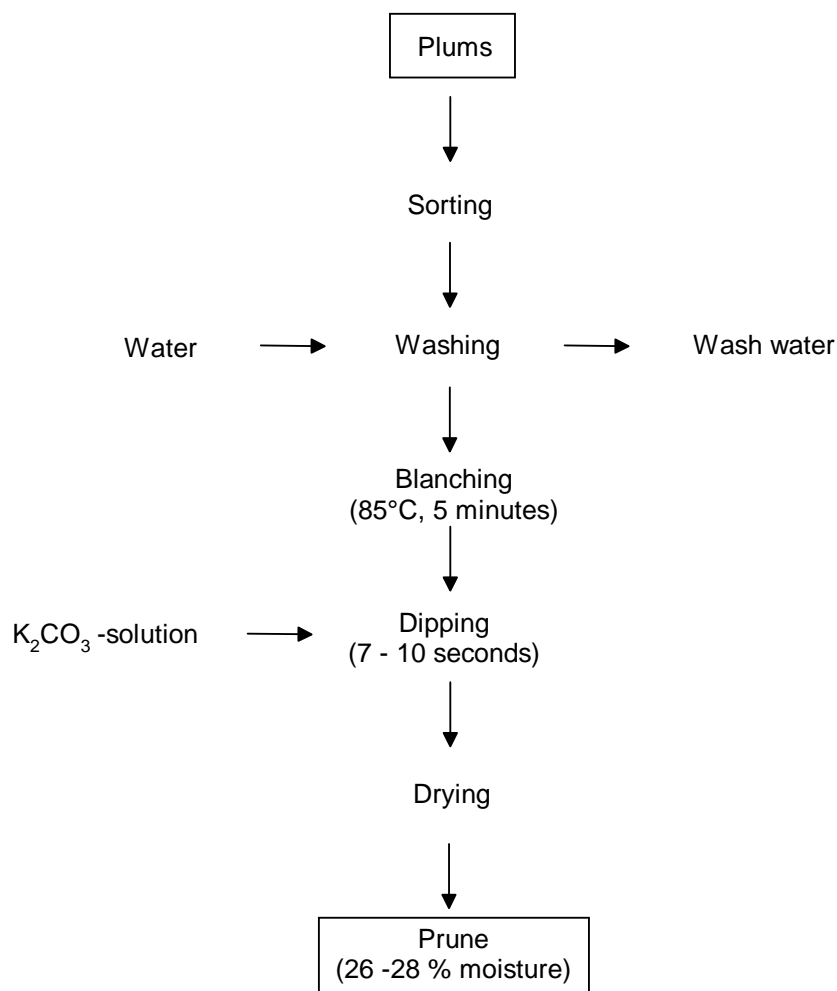 Plums
Sorting
Water
Washing
Wash water
Blanching
(85°C, 5 minutes)
K₂CO₃ -solution
Dipping
(7 - 10 seconds)
Drying
Prune
(26 -28 % moisture)